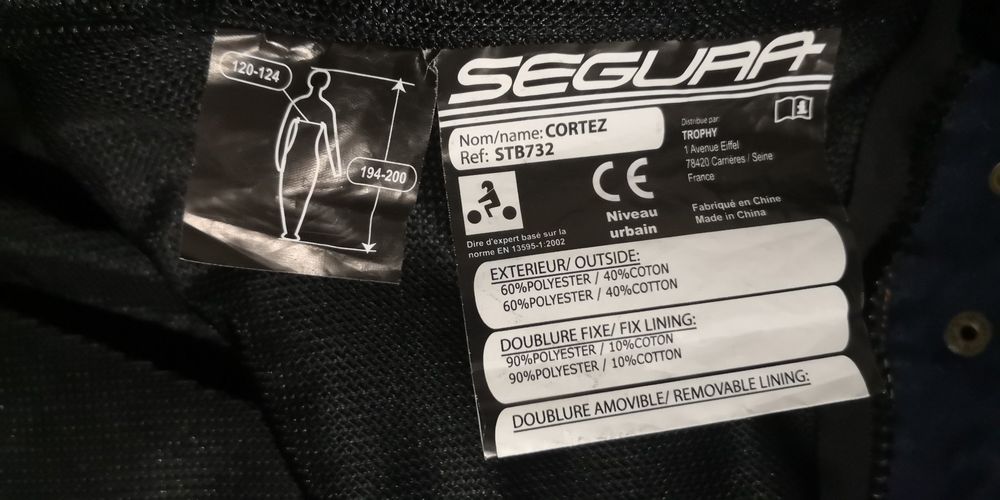 120-124
194-200
SEGURA
Nom/name: CORTEZ
Ref: STB732
Distribue par
TROPHY
1 Avenue Eiffel
78420 Carrières / Seine
France
CE
Niveau
urbain
Fabriqué en Chine
Made in China
Dire d'expert basé sur la
norme EN 13595-1:2002
EXTERIEUR/ OUTSIDE:
60%POLYESTER / 40%COTON
60%POLYESTER / 40%COTTON
DOUBLURE FIXE/ FIX LINING:
90%POLYESTER / 10%COTON
90%POLYESTER / 10%COTTON
DOUBLURE AMOVIBLE/ REMOVABLE LINING: